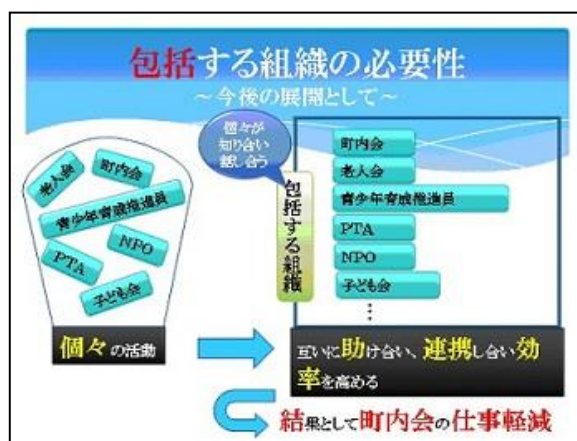 包括する組織の必要性
～今後の展開として～
老人会
町内会
青少年育成推進員
NPO
PTA
子ども会
個々の活動
個々が
知り合い
話し合う
包括する組織
町内会
老人会
青少年育成推進員
PTA
NPO
子ども会
⋮
互いに助け合い、連携し合い効
率を高める
結果として町内会の仕事軽減